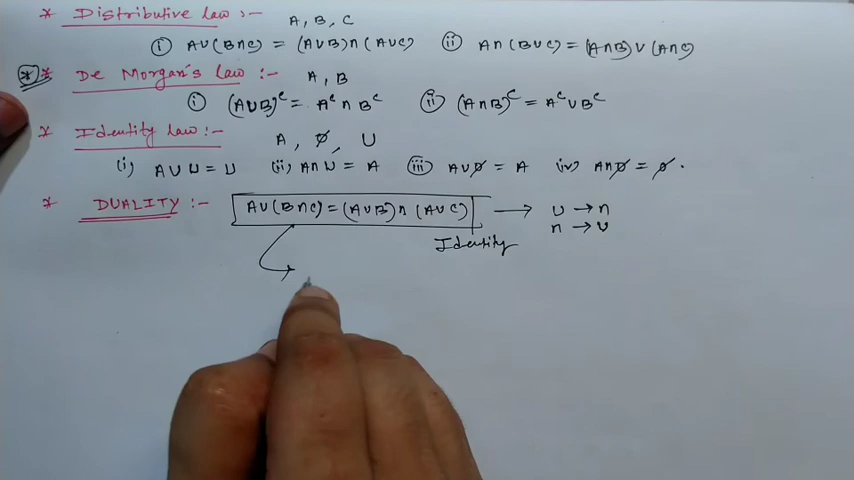 * Distributive law :- A, B, C
(i) A∪(B∩C) = (A∪B)∩(A∪C) (ii) A∩(B∪C) = (A∩B)∪(A∩C)
* * De Morgan's Law :- A, B
(i) (A∪B)ᶜ = Aᶜ∩Bᶜ (ii) (A∩B)ᶜ = Aᶜ∪Bᶜ
* Identity law :- A, ∅, U
(i) A∪U = U (ii) A∩U = A (iii) A∪∅ = A (iv) A∩∅ = ∅.
* DUALITY :- A∪(B∩C) = (A∪B)∩(A∪C) → ∪ → ∩
∩ → ∪
Identity